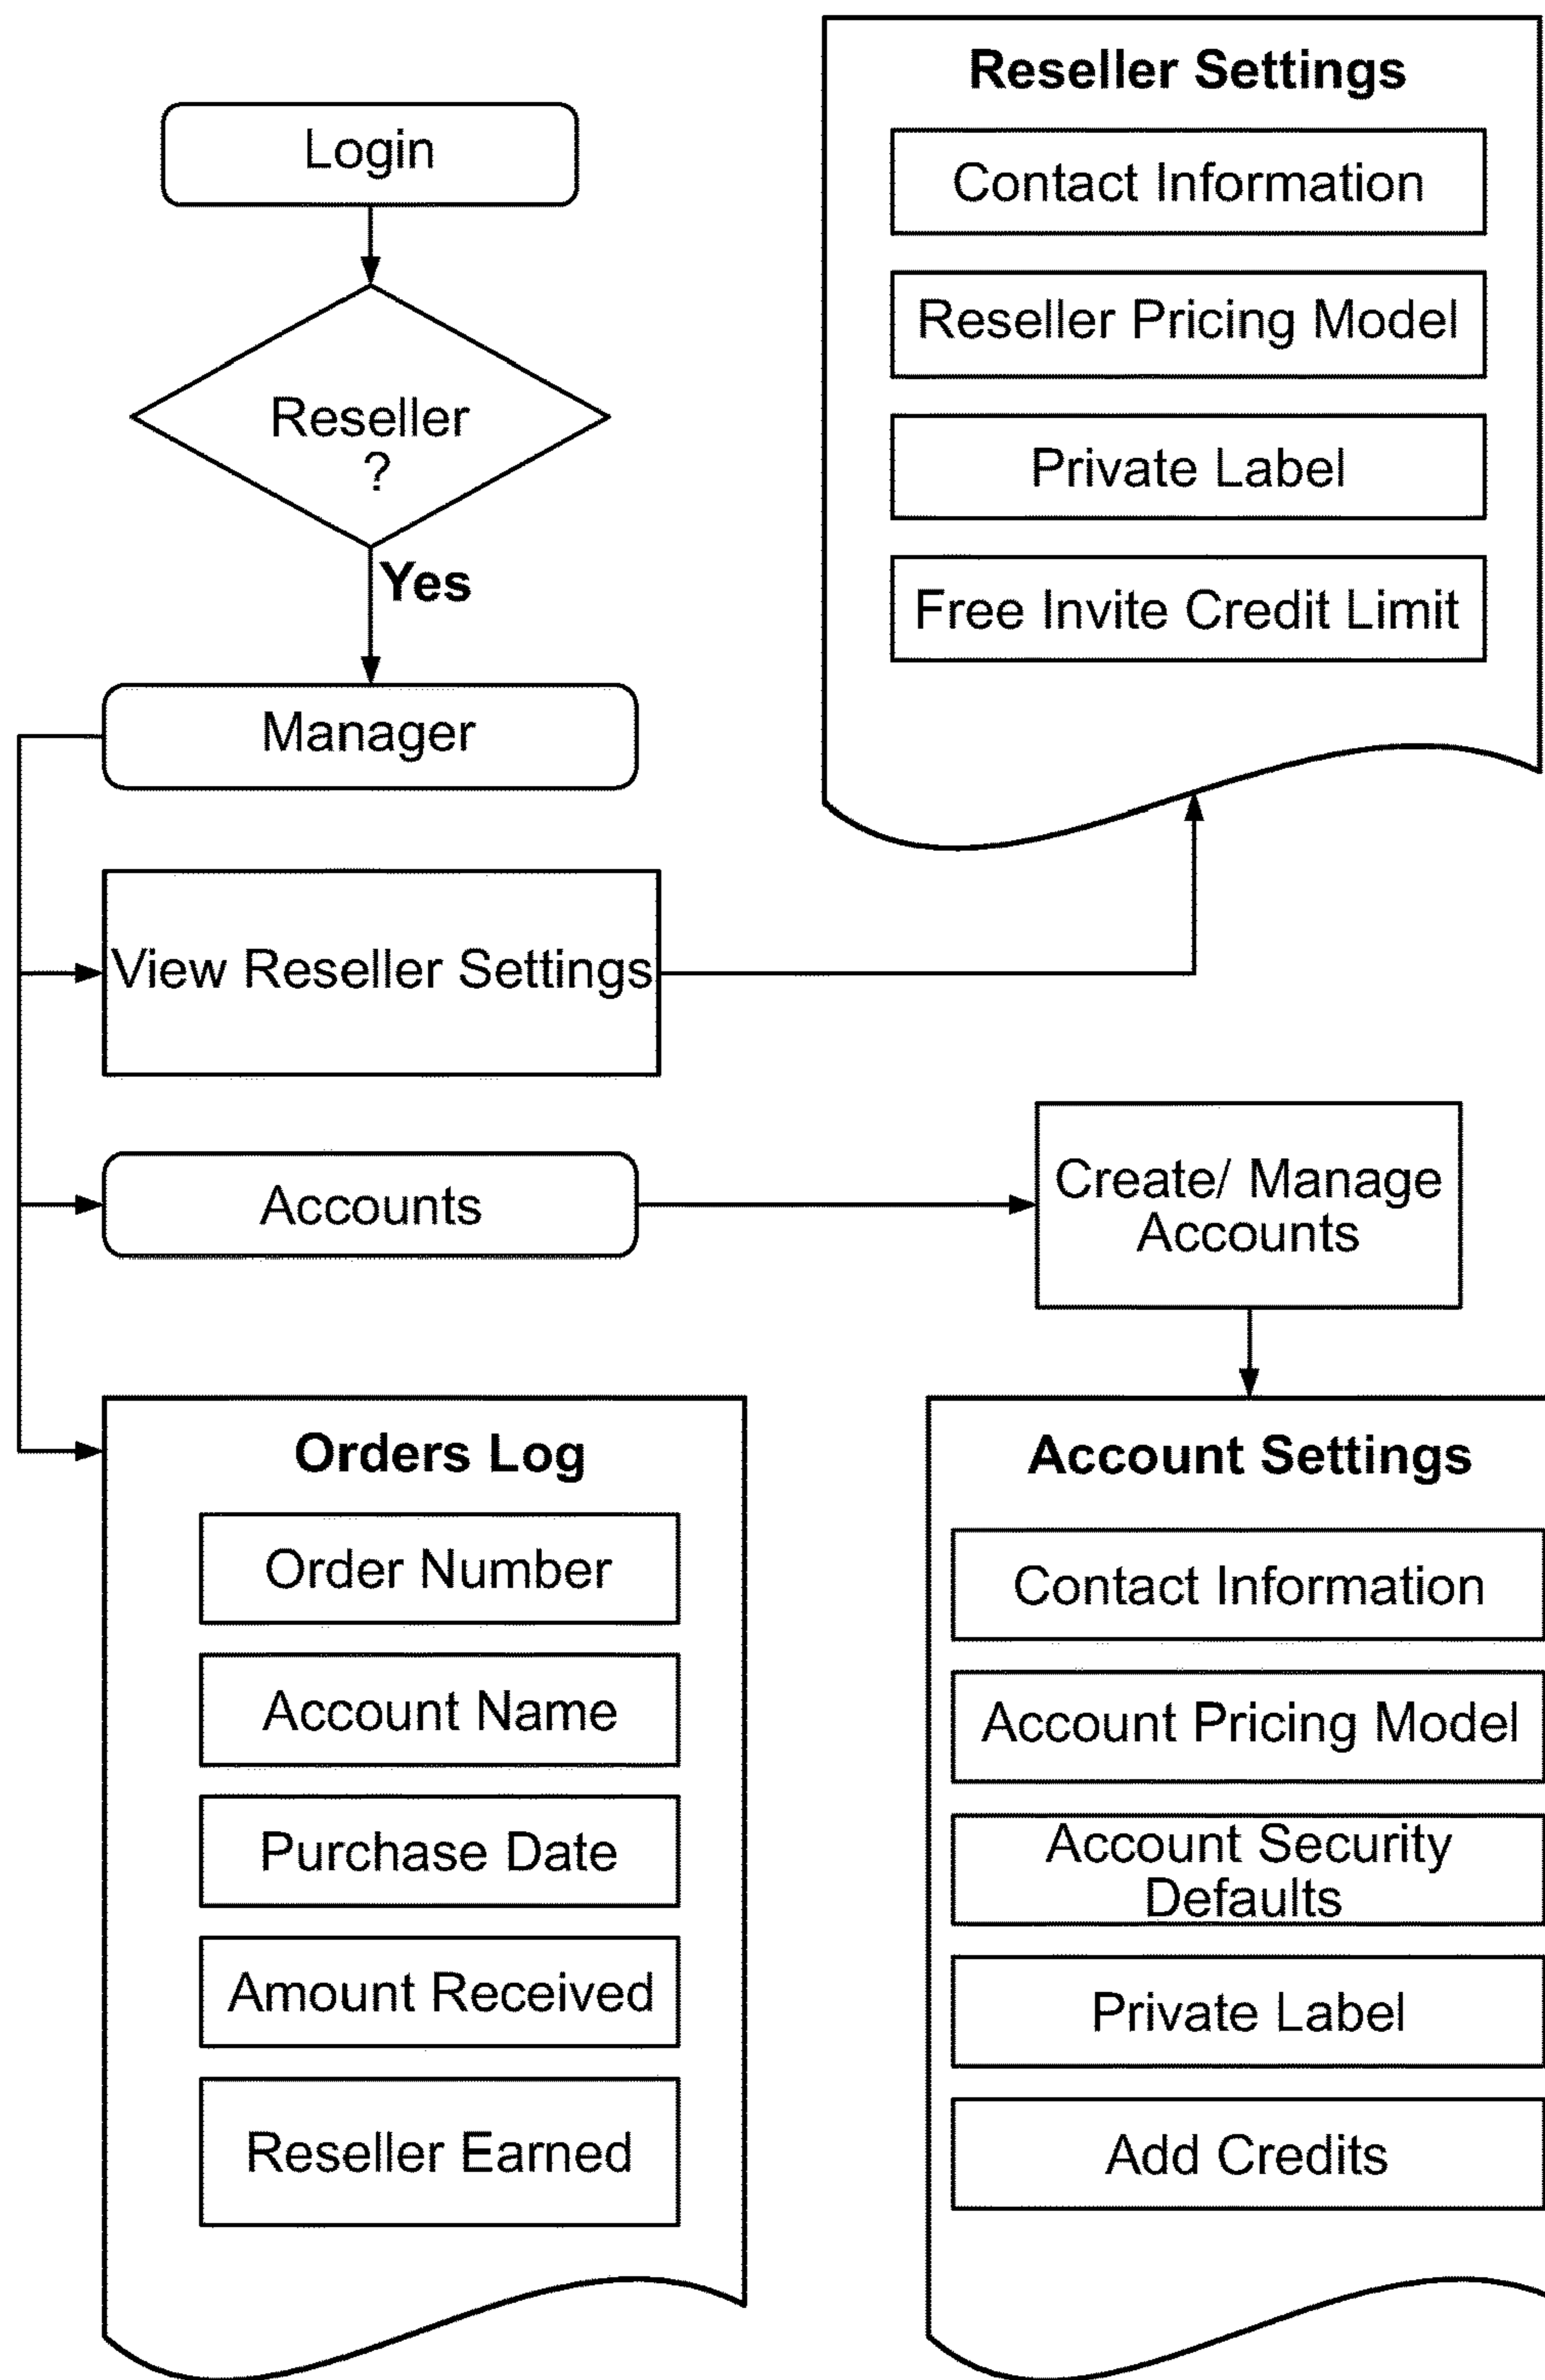 Login
Reseller
?
Yes
Manager
View Reseller Settings
Accounts
Reseller Settings
Contact Information
Reseller Pricing Model
Private Label
Free Invite Credit Limit
Create/ Manage
Accounts
Orders Log
Order Number
Account Name
Purchase Date
Amount Received
Reseller Earned
Account Settings
Contact Information
Account Pricing Model
Account Security
Defaults
Private Label
Add Credits